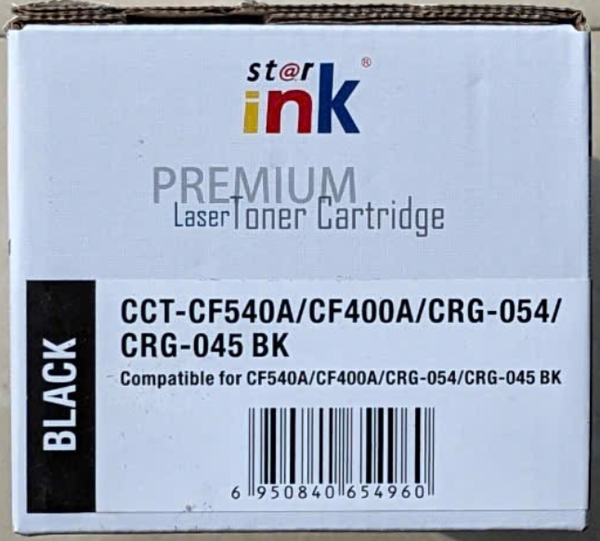 st@r
ink®
PREMIUM
Laser Toner Cartridge
BLACK
CCT-CF540A/CF400A/CRG-054/
CRG-045 BK
Compatible for CF540A/CF400A/CRG-054/CRG-045 BK
6 950840 654960